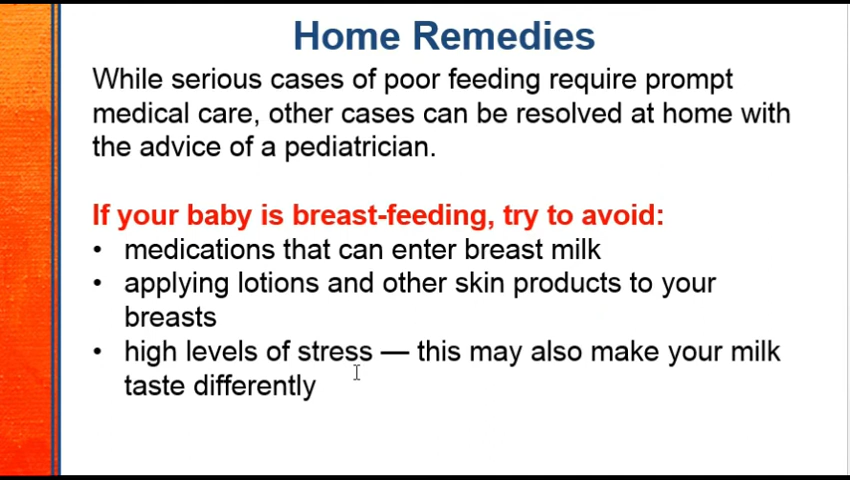 Home Remedies
While serious cases of poor feeding require prompt
medical care, other cases can be resolved at home with
the advice of a pediatrician.
If your baby is breast-feeding, try to avoid:
• medications that can enter breast milk
• applying lotions and other skin products to your
breasts
• high levels of stress — this may also make your milk
taste differently